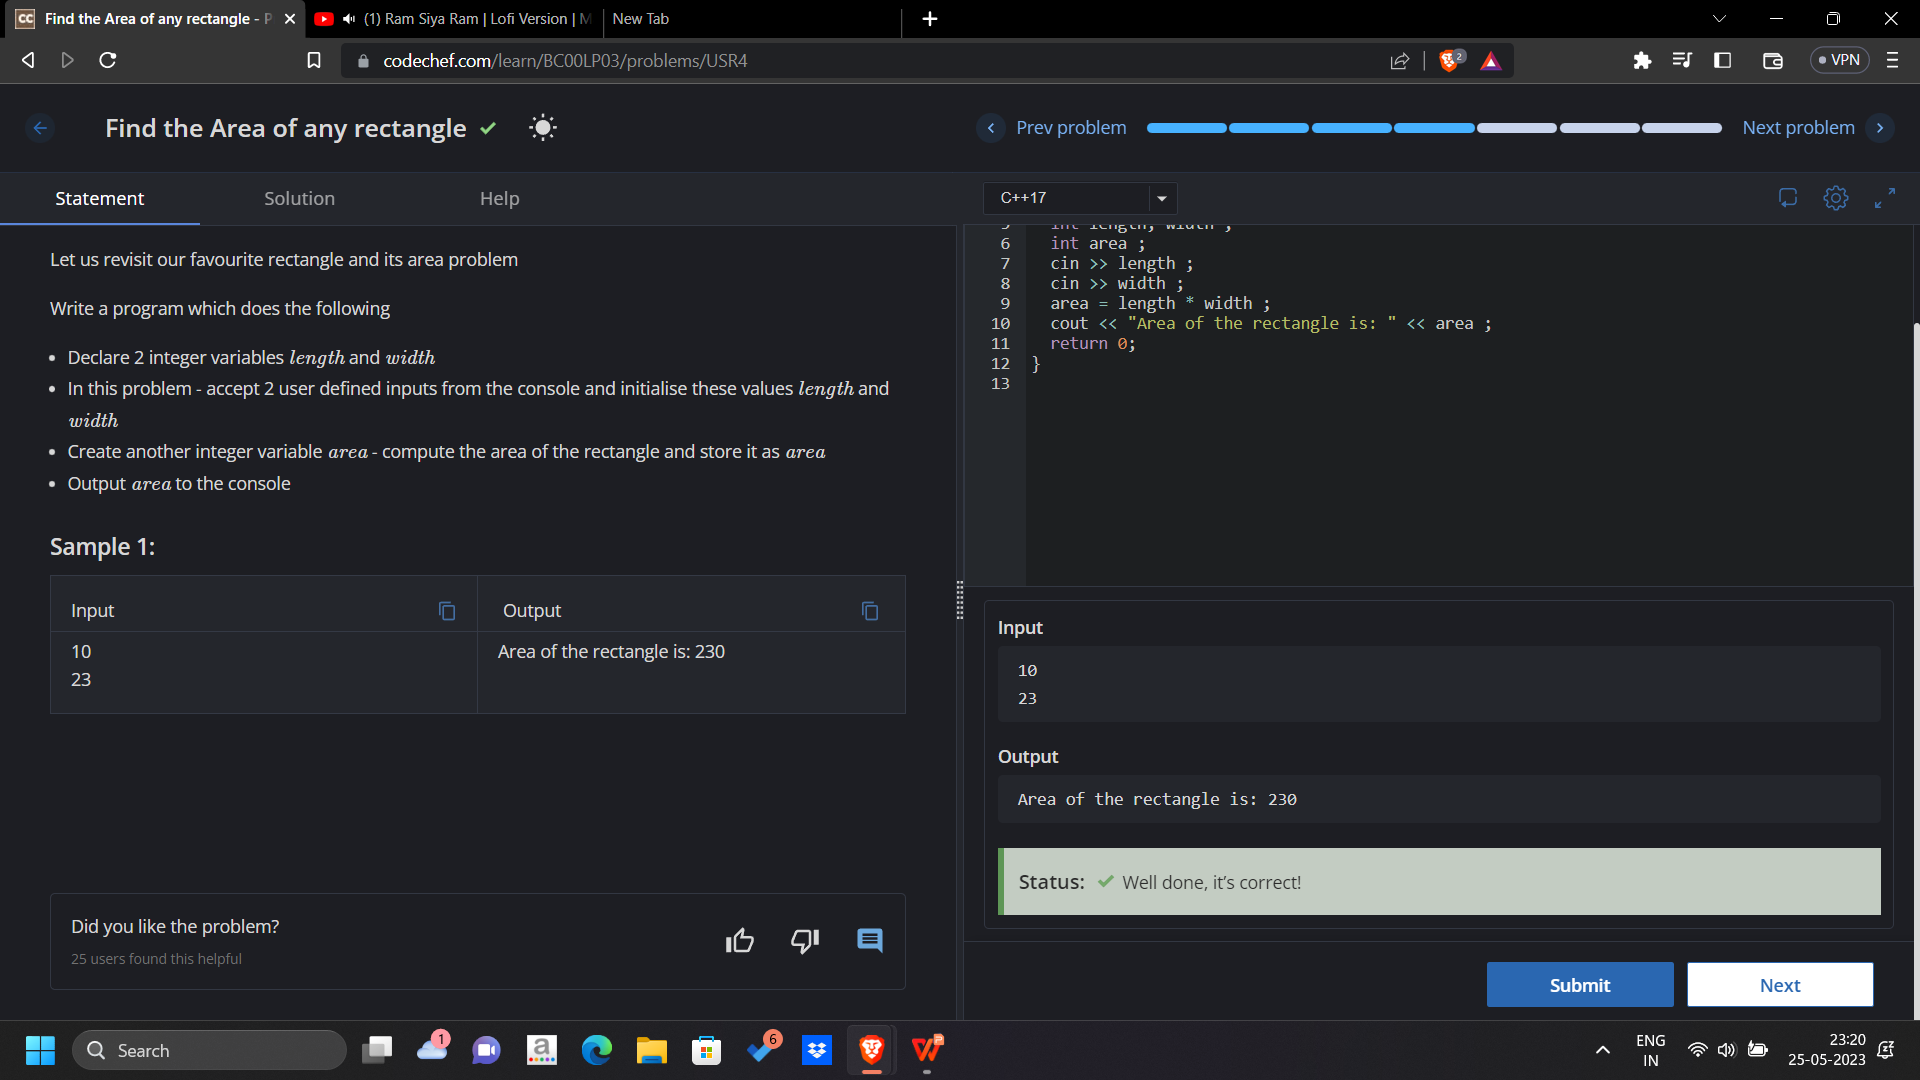 Find the Area of any rectangle - P
(1) Ram Siya Ram | Lofi Version | M
New Tab
codechef.com/learn/BC00LP03/problems/USR4
2
VPN
Find the Area of any rectangle
Prev problem
Next problem
Statement
Solution
Help
C++17
Let us revisit our favourite rectangle and its area problem
Write a program which does the following
• Declare 2 integer variables length and width
• In this problem - accept 2 user defined inputs from the console and initialise these values length and
width
• Create another integer variable area - compute the area of the rectangle and store it as area
• Output area to the console
Sample 1:
Input
Output
10
23
Area of the rectangle is: 230
Did you like the problem?
25 users found this helpful
5 int length, width ;
6 int area ;
7 cin >> length ;
8 cin >> width ;
9 area = length * width ;
10 cout << "Area of the rectangle is: " << area ;
11 return 0;
12 }
13
Input
10
23
Output
Area of the rectangle is: 230
Status: Well done, it's correct!
Submit
Next
Search
1
6
ENG
IN
23:20
25-05-2023